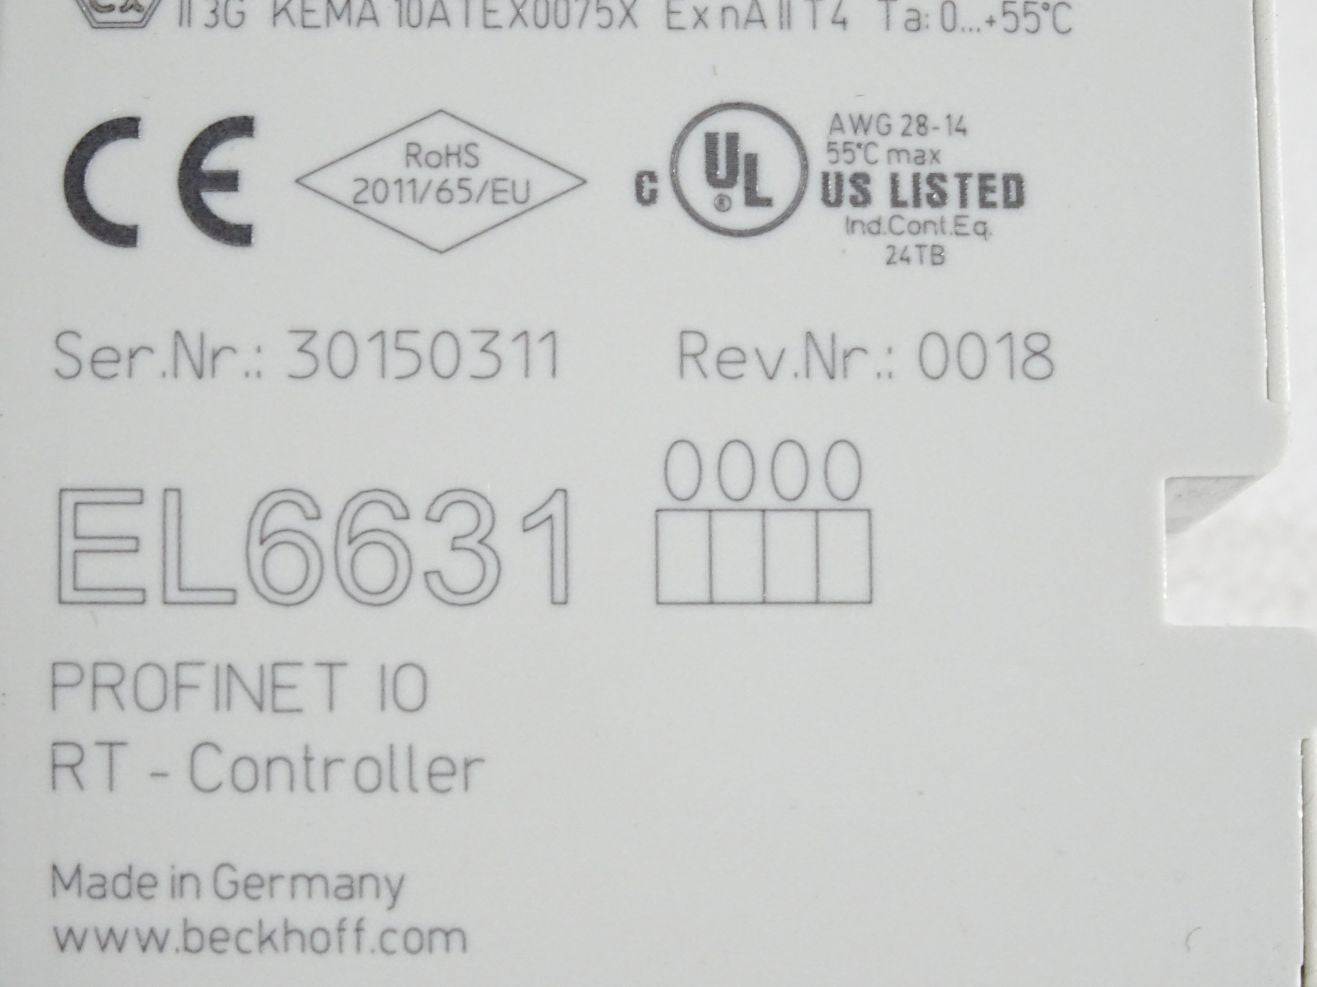 II 3G KEMA 10ATEX0075X Ex nA II T4 Ta: 0...+55°C
CE
RoHS
2011/65/EU
C UL ® US LISTED
AWG 28-14
55°C max
Ind.Cont.Eq.
24TB
Ser.Nr.: 30150311 Rev.Nr.: 0018
0000
EL6631
PROFINET IO
RT - Controller
Made in Germany
www.beckhoff.com